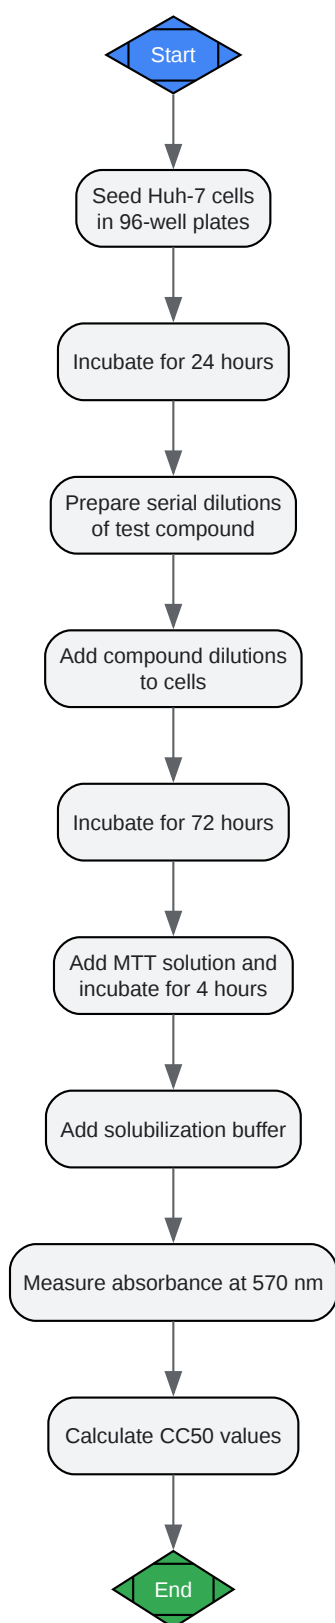 Start
Seed Huh-7 cells
in 96-well plates
Incubate for 24 hours
Prepare serial dilutions
of test compound
Add compound dilutions
to cells
Incubate for 72 hours
Add MTT solution and
incubate for 4 hours
Add solubilization buffer
Measure absorbance at 570 nm
Calculate CC50 values
End